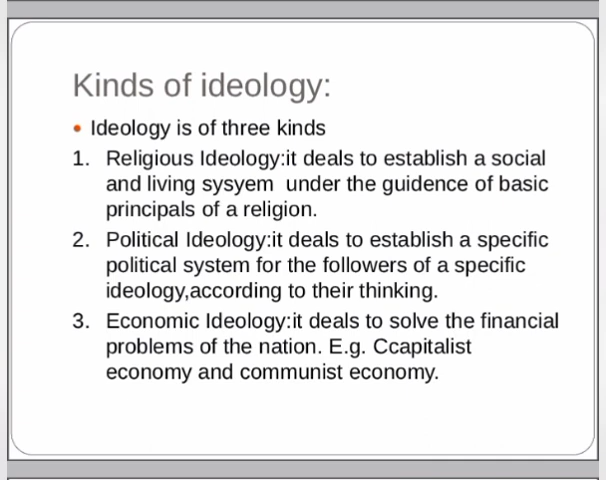 Kinds of ideology:
• Ideology is of three kinds
1. Religious Ideology:it deals to establish a social
and living sysyem under the guidence of basic
principals of a religion.
2. Political Ideology:it deals to establish a specific
political system for the followers of a specific
ideology,according to their thinking.
3. Economic Ideology:it deals to solve the financial
problems of the nation. E.g. Ccapitalist
economy and communist economy.